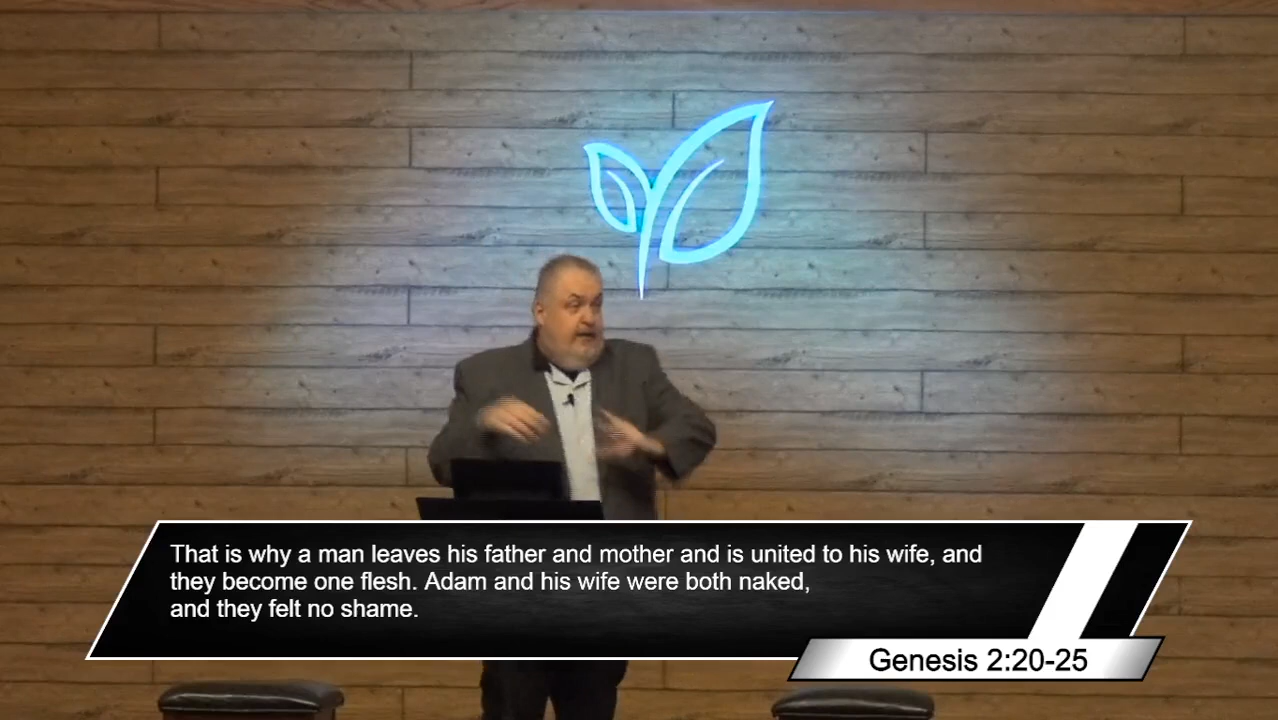 That is why a man leaves his father and mother and is united to his wife, and
they become one flesh. Adam and his wife were both naked,
and they felt no shame.
Genesis 2:20-25